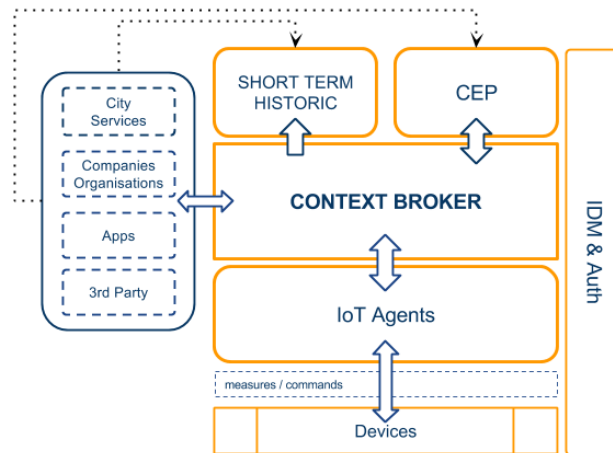 City
Services
Companies
Organisations
Apps
3rd Party
SHORT TERM
HISTORIC
CEP
CONTEXT BROKER
IoT Agents
measures / commands
Devices
IDM & Auth